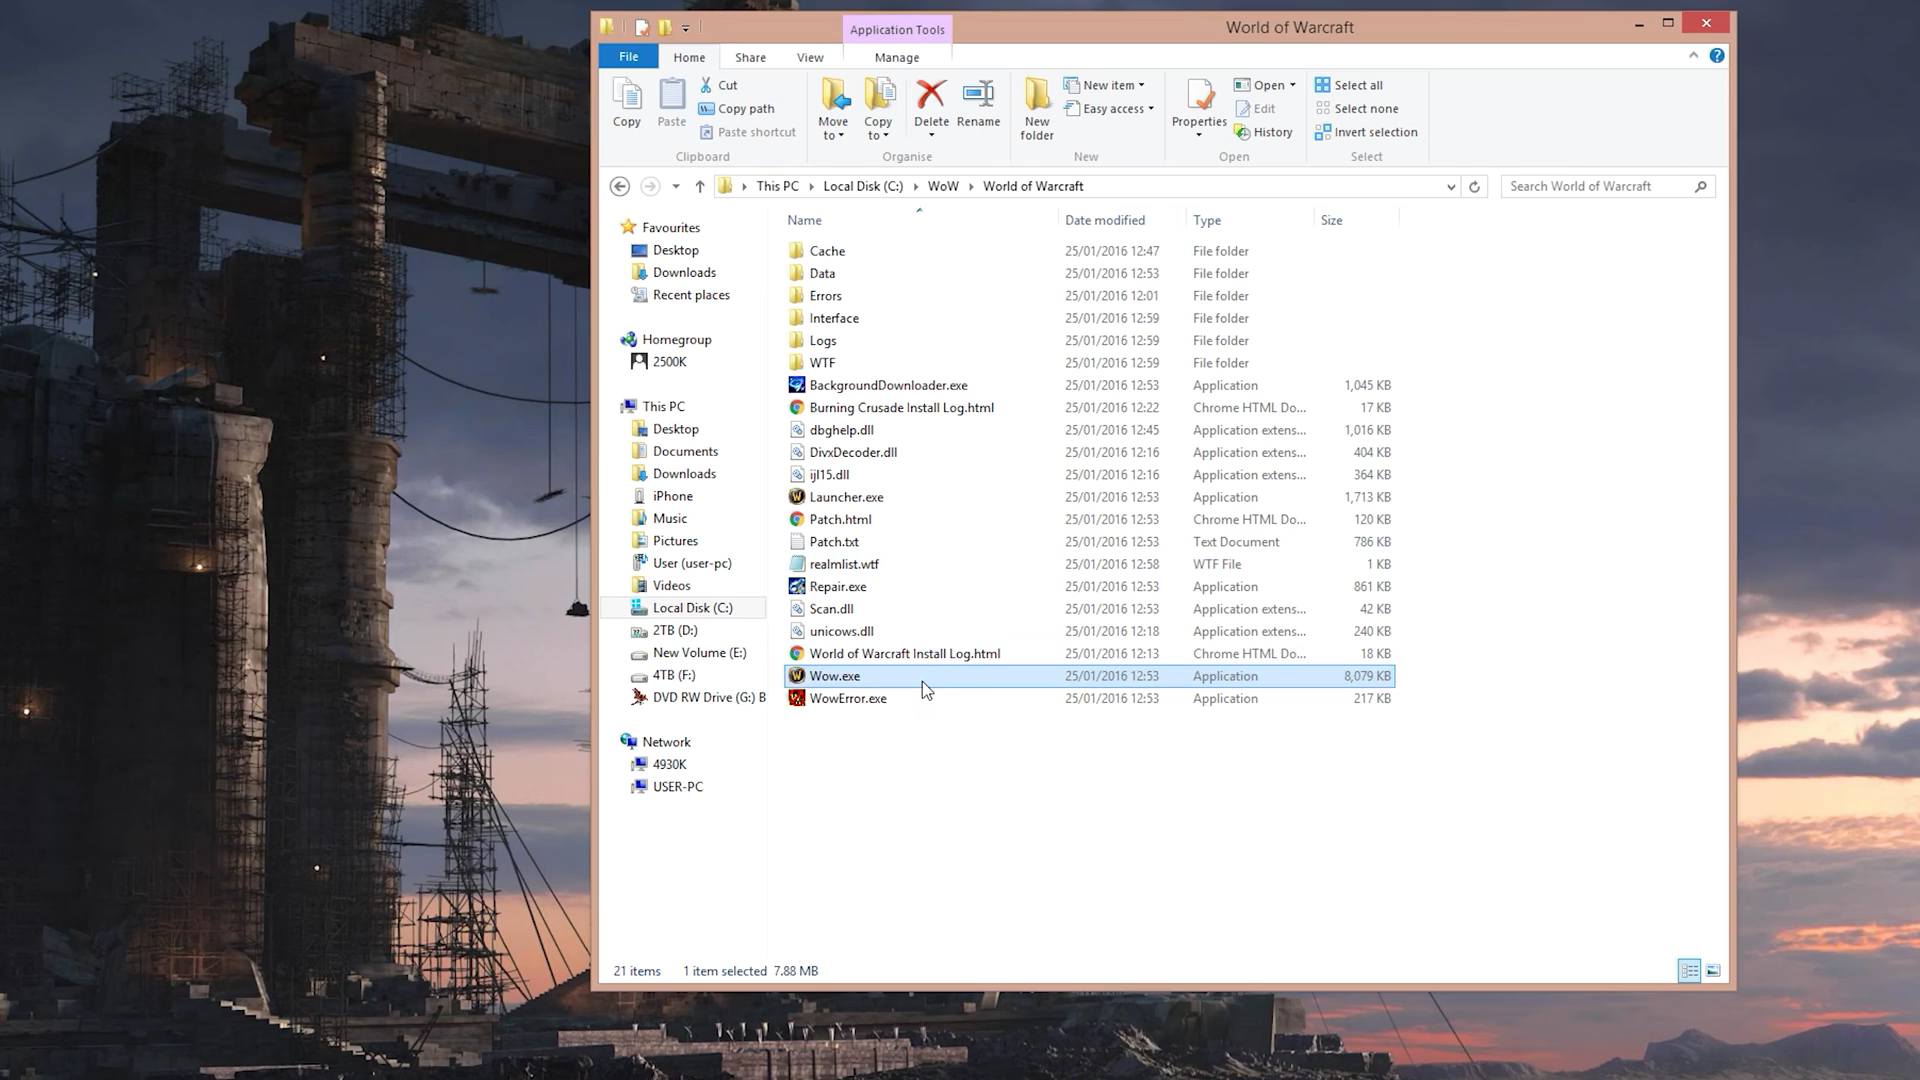 Application Tools
World of Warcraft
File Home Share View Manage
Copy
Paste
Cut
Copy path
Paste shortcut
Clipboard
Move to
Copy to
Delete
Rename
Organise
New folder
New item
Easy access
New
Properties
Open
Edit
History
Open
Select all
Select none
Invert selection
Select
This PC Local Disk (C:) WoW World of Warcraft
Search World of Warcraft
Favourites
Desktop
Downloads
Recent places
Homegroup
2500K
This PC
Desktop
Documents
Downloads
iPhone
Music
Pictures
User (user-pc)
Videos
Local Disk (C:)
2TB (D:)
New Volume (E:)
4TB (F:)
DVD RW Drive (G:) B
Network
4930K
USER-PC
Name Date modified Type Size
Cache 25/01/2016 12:47 File folder
Data 25/01/2016 12:53 File folder
Errors 25/01/2016 12:01 File folder
Interface 25/01/2016 12:59 File folder
Logs 25/01/2016 12:59 File folder
WTF 25/01/2016 12:59 File folder
BackgroundDownloader.exe 25/01/2016 12:53 Application 1,045 KB
Burning Crusade Install Log.html 25/01/2016 12:22 Chrome HTML Do... 17 KB
dbghelp.dll 25/01/2016 12:45 Application extens... 1,016 KB
DivxDecoder.dll 25/01/2016 12:16 Application extens... 404 KB
ijl15.dll 25/01/2016 12:16 Application extens... 364 KB
Launcher.exe 25/01/2016 12:53 Application 1,713 KB
Patch.html 25/01/2016 12:53 Chrome HTML Do... 120 KB
Patch.txt 25/01/2016 12:53 Text Document 786 KB
realmlist.wtf 25/01/2016 12:58 WTF File 1 KB
Repair.exe 25/01/2016 12:53 Application 861 KB
Scan.dll 25/01/2016 12:53 Application extens... 42 KB
unicows.dll 25/01/2016 12:18 Application extens... 240 KB
World of Warcraft Install Log.html 25/01/2016 12:13 Chrome HTML Do... 18 KB
Wow.exe 25/01/2016 12:53 Application 8,079 KB
WowError.exe 25/01/2016 12:53 Application 217 KB
21 items 1 item selected 7.88 MB